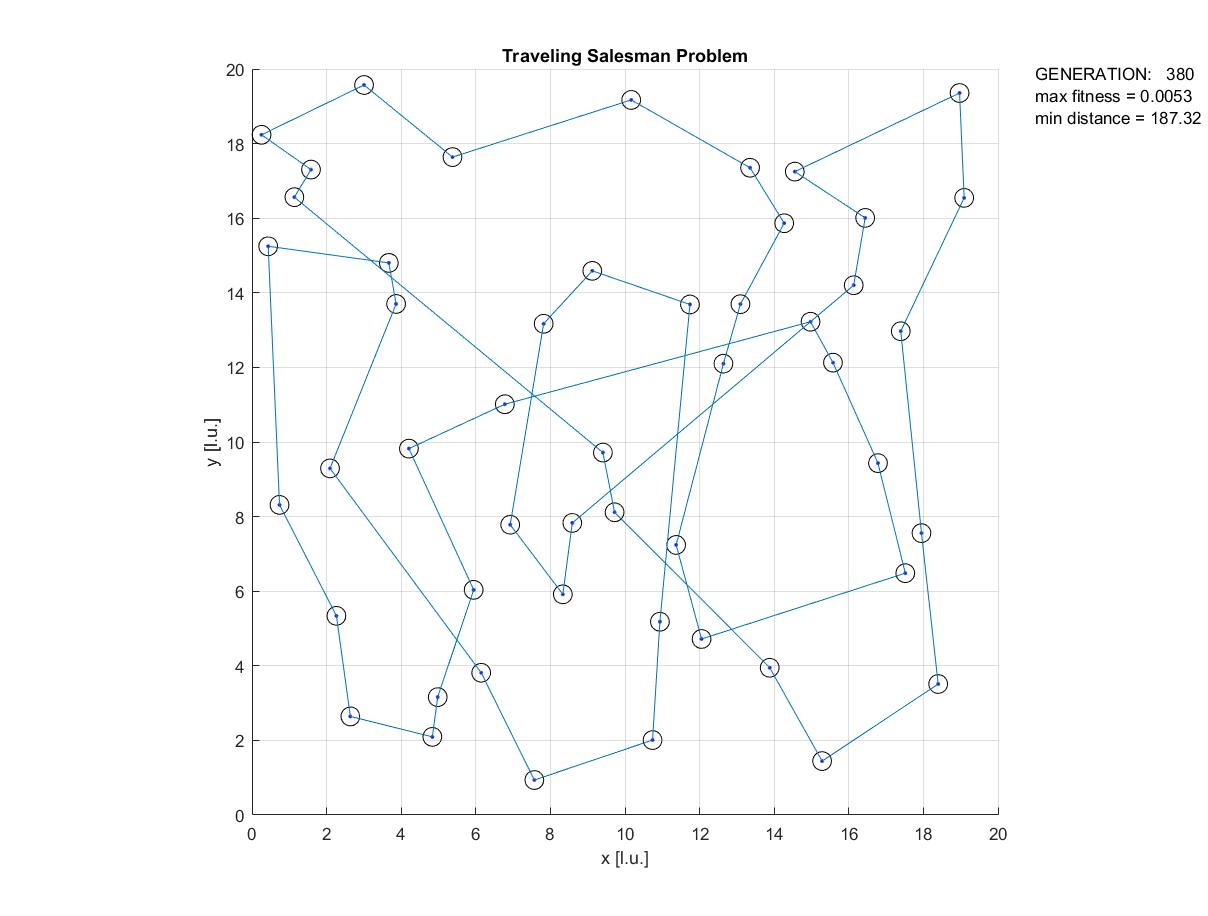 Traveling Salesman Problem
GENERATION:   380
max fitness = 0.0053
min distance = 187.32
20
18
16
14
12
10
8
6
4
2
0
y [l.u.]
0 2 4 6 8 10 12 14 16 18 20
x [l.u.]